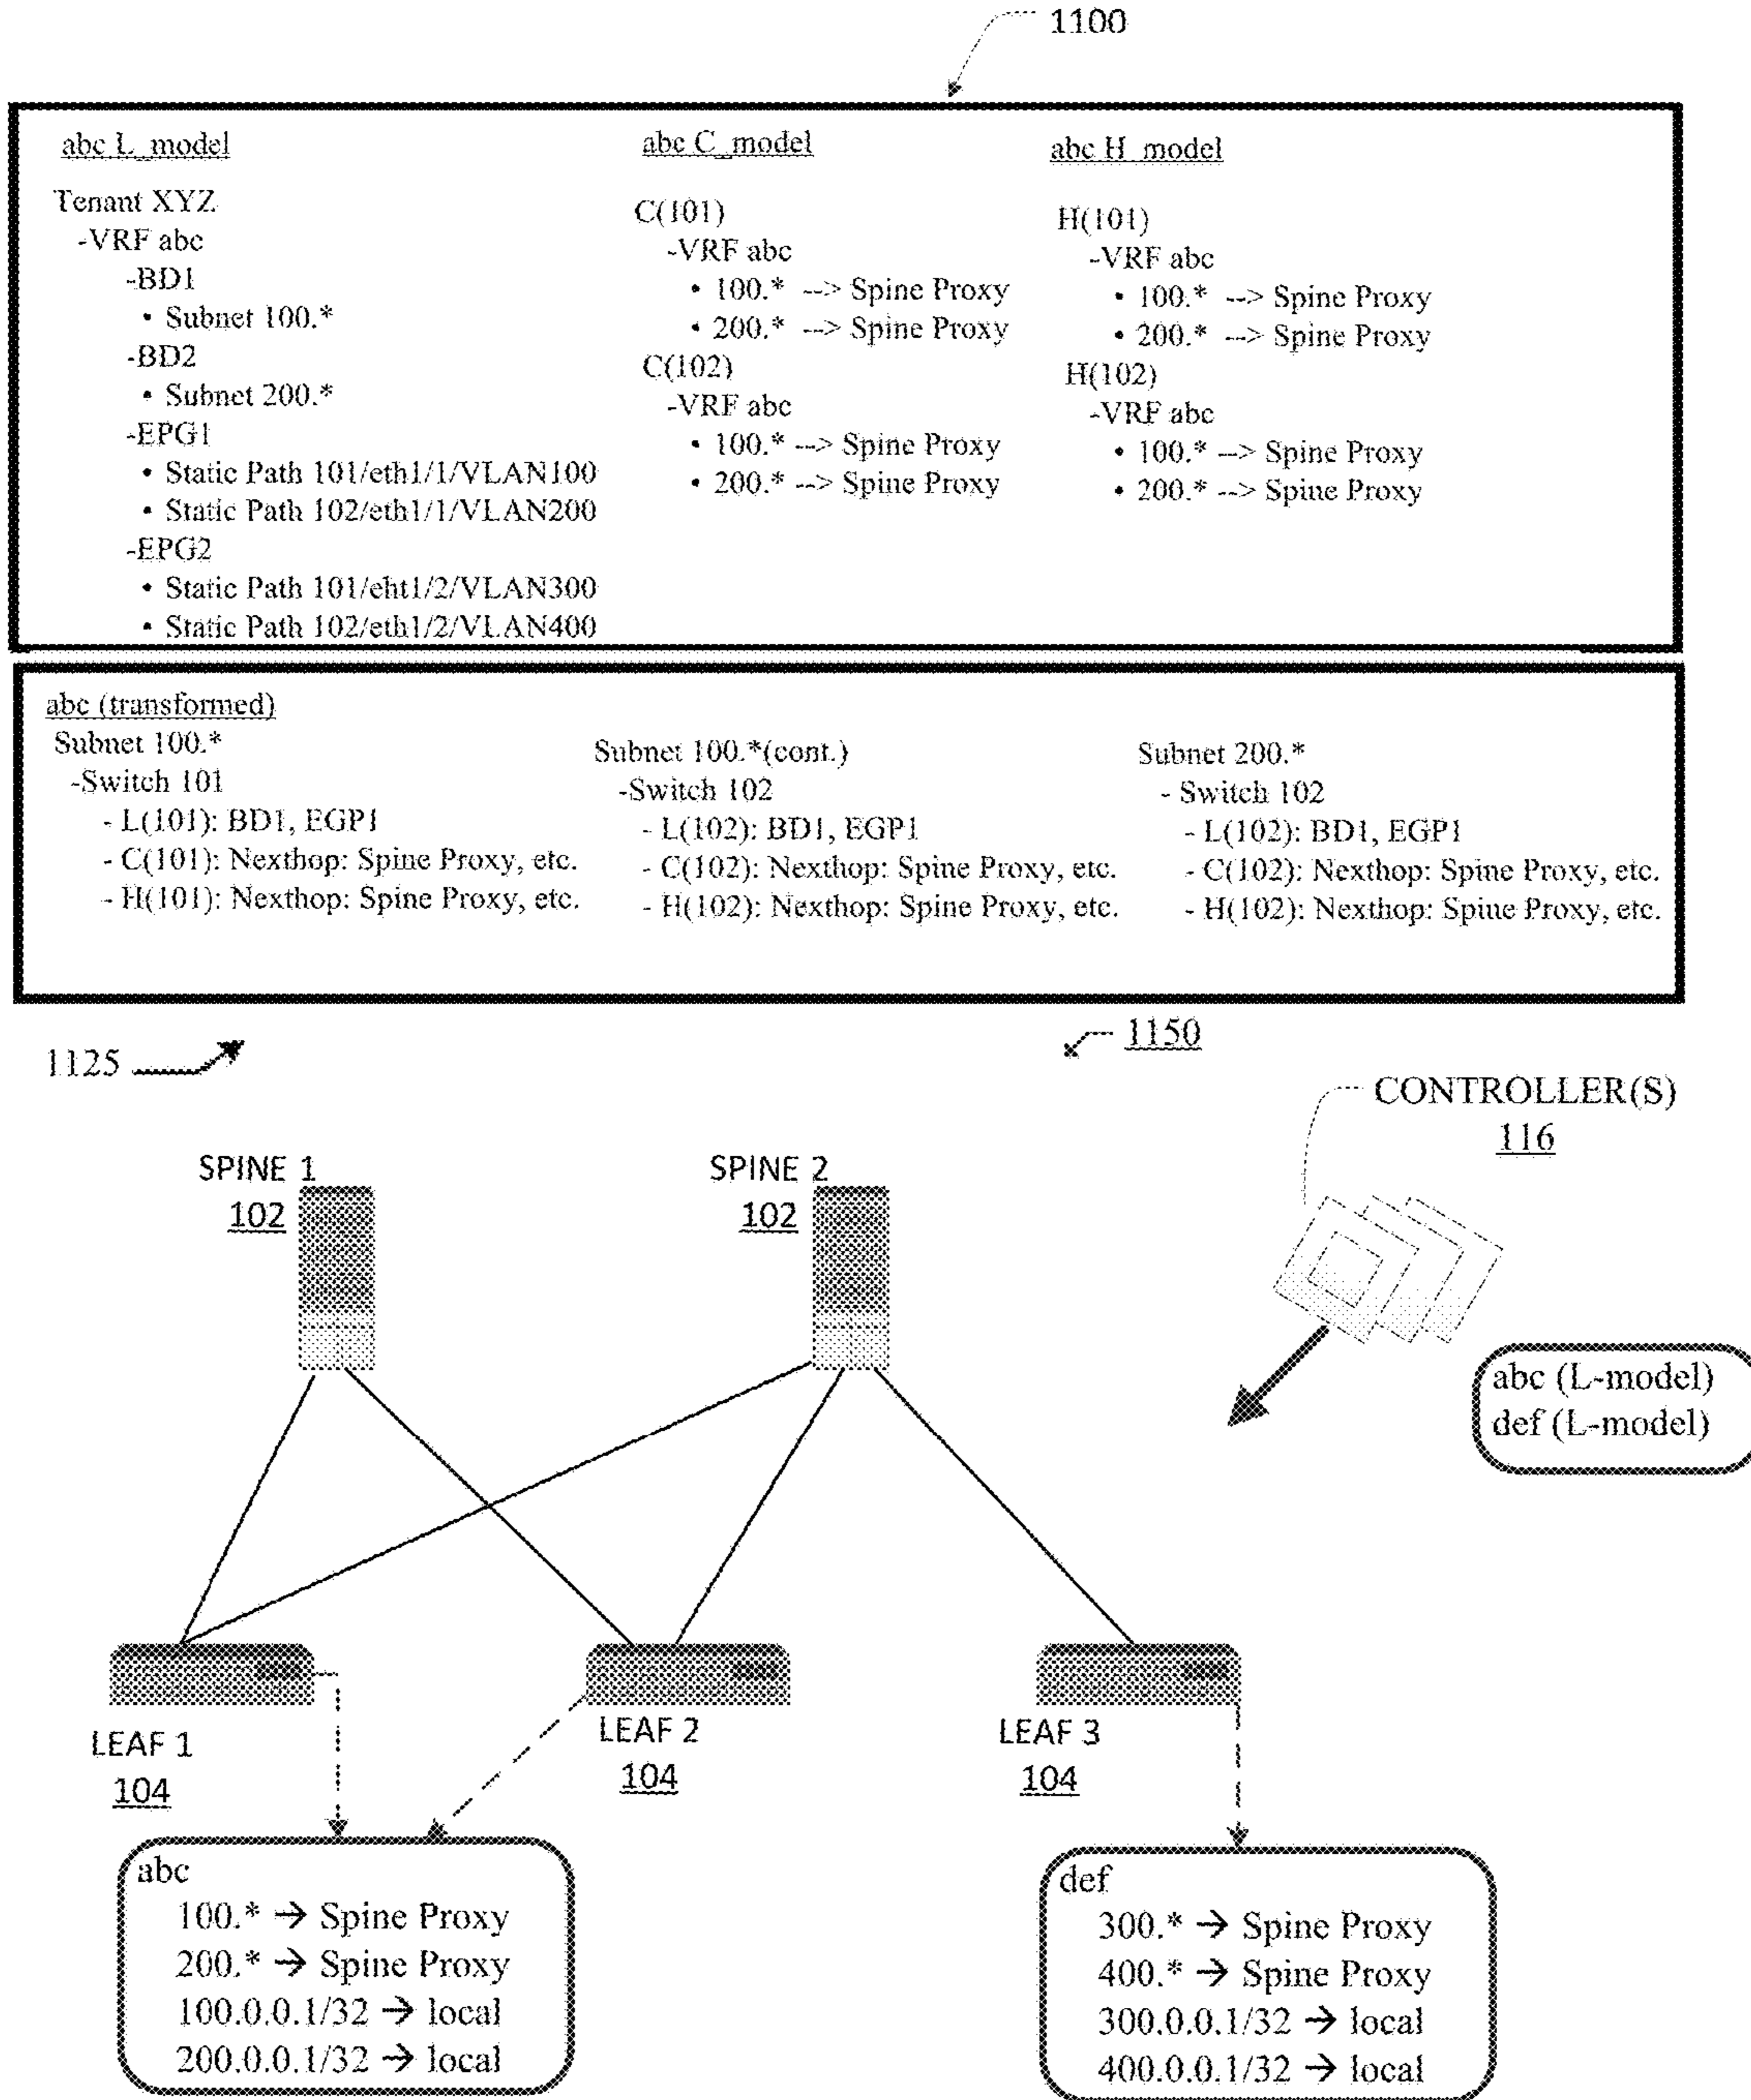 1100
abc L_model
Tenant XYZ
-VRF abc
-BD1
• Subnet 100.*
-BD2
• Subnet 200.*
-EPG1
• Static Path 101/eth1/1/VLAN100
• Static Path 102/eth1/1/VLAN200
-EPG2
• Static Path 101/eht1/2/VLAN300
• Static Path 102/eth1/2/VLAN400
abc C_model
C(101)
-VRF abc
• 100.* --> Spine Proxy
• 200.* --> Spine Proxy
C(102)
-VRF abc
• 100.* --> Spine Proxy
• 200.* --> Spine Proxy
abc H_model
H(101)
-VRF abc
• 100.* --> Spine Proxy
• 200.* --> Spine Proxy
H(102)
-VRF abc
• 100.* --> Spine Proxy
• 200.* --> Spine Proxy
abc (transformed)
Subnet 100.*
-Switch 101
- L(101): BD1, EGP1
- C(101): Nexthop: Spine Proxy, etc.
- H(101): Nexthop: Spine Proxy, etc.
Subnet 100.*(cont.)
-Switch 102
- L(102): BD1, EGP1
- C(102): Nexthop: Spine Proxy, etc.
- H(102): Nexthop: Spine Proxy, etc.
Subnet 200.*
- Switch 102
- L(102): BD1, EGP1
- C(102): Nexthop: Spine Proxy, etc.
- H(102): Nexthop: Spine Proxy, etc.
1125
1150
CONTROLLER(S)
116
SPINE 1
102
SPINE 2
102
abc (L-model)
def (L-model)
LEAF 1
104
LEAF 2
104
LEAF 3
104
abc
100.* → Spine Proxy
200.* → Spine Proxy
100.0.0.1/32 → local
200.0.0.1/32 → local
def
300.* → Spine Proxy
400.* → Spine Proxy
300.0.0.1/32 → local
400.0.0.1/32 → local